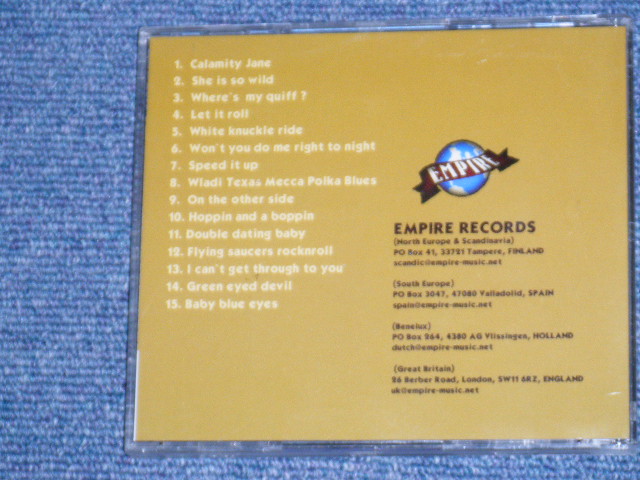 1. Calamity Jane
2. She is so wild
3. Where's my quiff ?
4. Let it roll
5. White knuckle ride
6. Won't you do me right to night
7. Speed it up
8. Wladi Texas Mecca Polka Blues
9. On the other side
10. Hoppin and a boppin
11. Double dating baby
12. Flying saucers rocknroll
13. I can't get through to you
14. Green eyed devil
15. Baby blue eyes
EMPIRE
EMPIRE RECORDS
(North Europe & Scandinavia)
PO Box 41, 33721 Tampere, FINLAND
scandic@empire-music.net
(South Europe)
PO Box 3047, 47080 Valladolid, SPAIN
spain@empire-music.net
(Benelux)
PO Box 264, 4380 AG Vlissingen, HOLLAND
dutch@empire-music.net
(Great Britain)
26 Berber Road, London, SW11 6RZ, ENGLAND
uk@empire-music.net